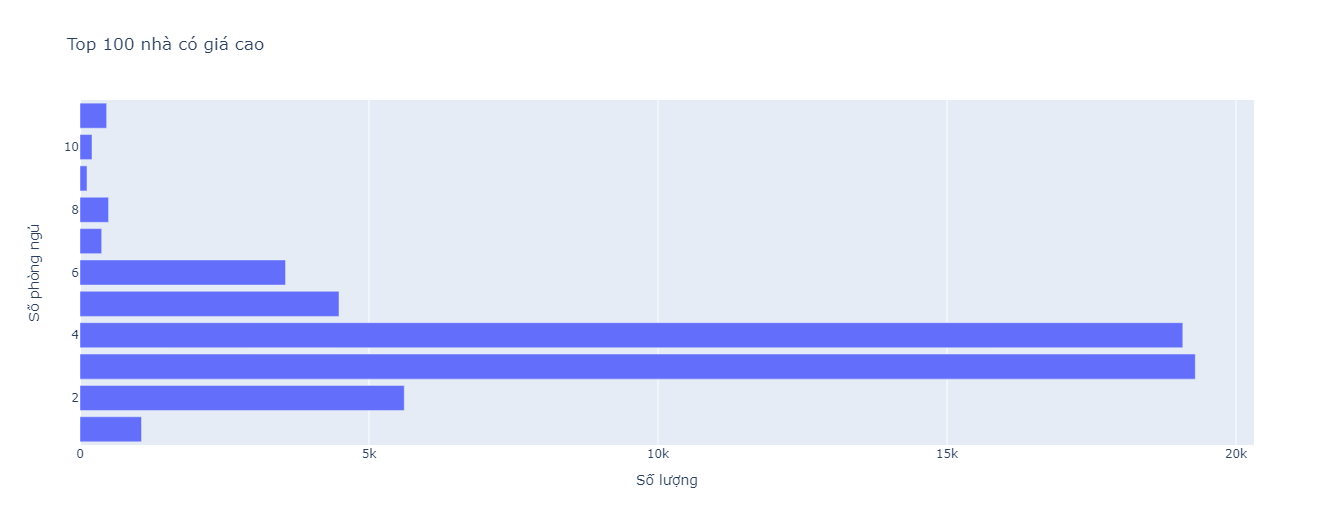 Top 100 nhà có giá cao
10
8
6
4
2
Số phòng ngủ
0 5k 10k 15k 20k
Số lượng